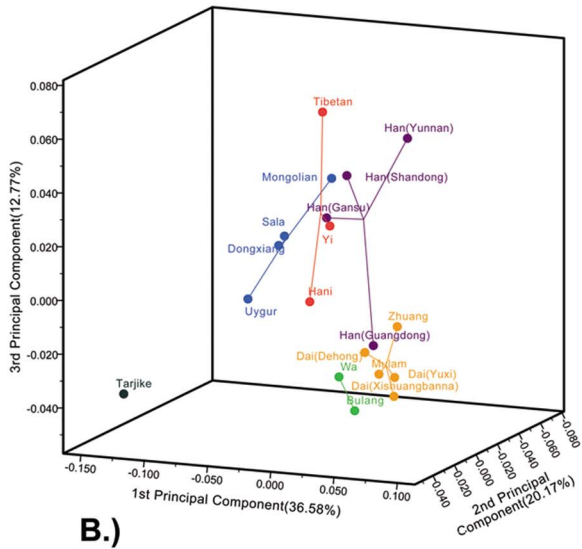 0.080
0.060
0.040
0.020
0.000
-0.020
-0.040
3rd Principal Component(12.77%)
Tibetan
Han(Yunnan)
Mongolian
Han(Shandong)
Han(Gansu)
Sala
Yi
Dongxiang
Hani
Uygur
Zhuang
Han(Guangdong)
Dai(Dehong)
Wa
Mulam
Dai(Yuxi)
Dai(Xishuangbanna)
Tarjike
Bulang
-0.150
-0.100
-0.050
0.000
0.050
0.100
1st Principal Component(36.58%)
-0.080
-0.060
-0.040
-0.020
0.000
-0.020
-0.040
2nd Principal
Component(20.17%)
B.)